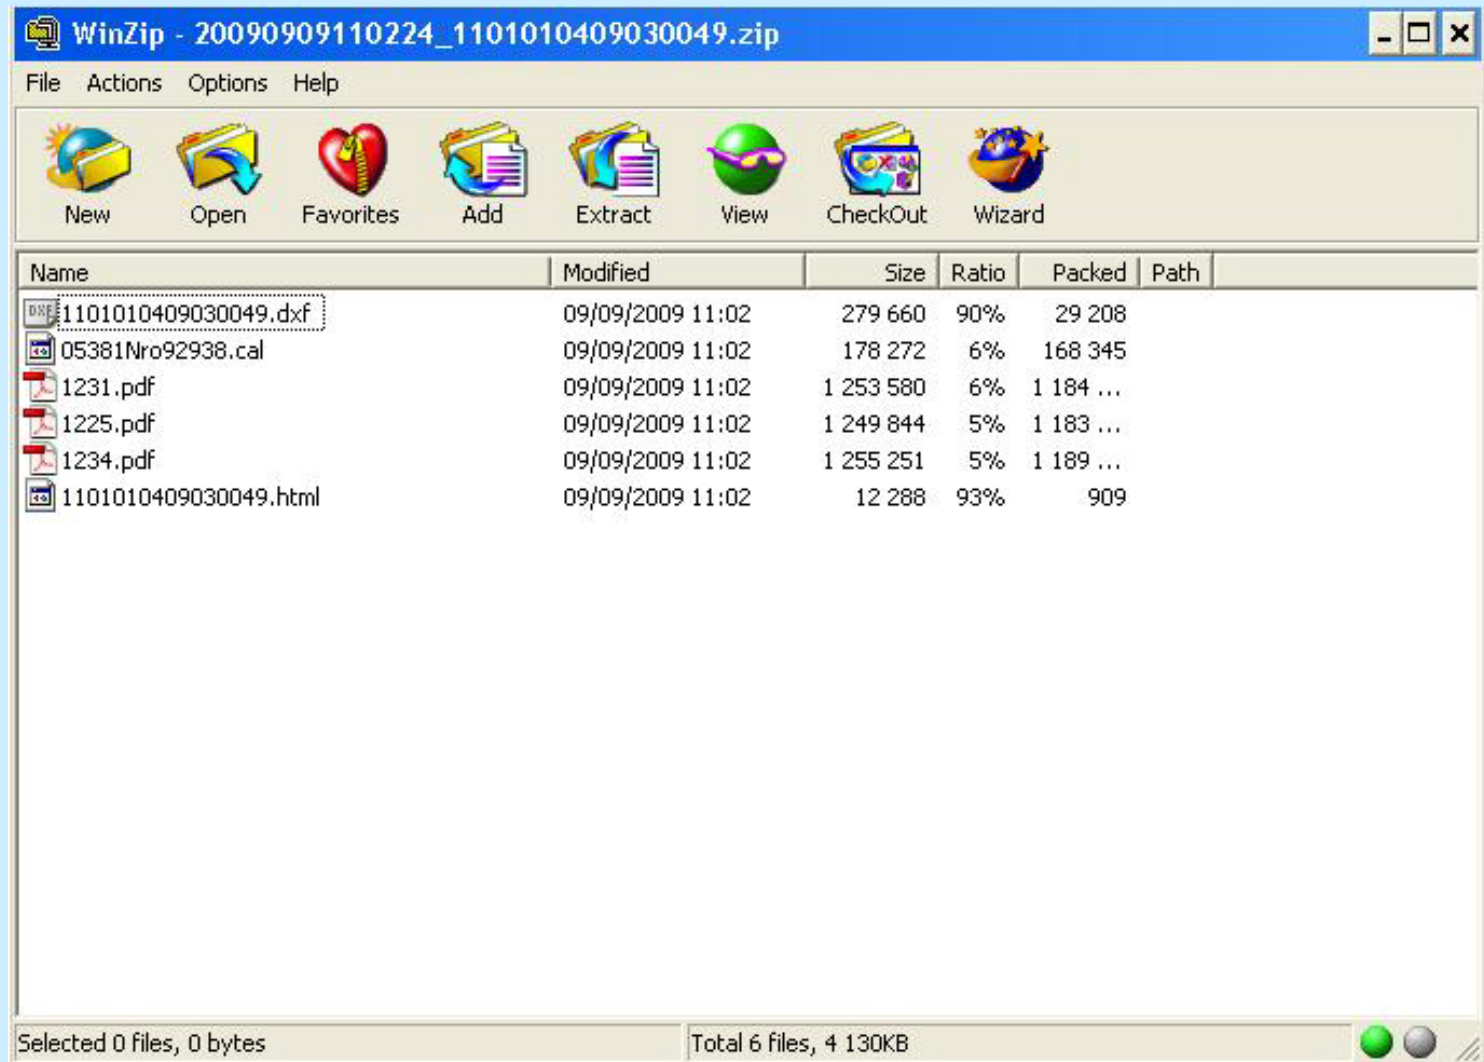 WinZip - 20090909110224_1101010409030049.zip
File Actions Options Help
New Open Favorites Add Extract View CheckOut Wizard
Name Modified Size Ratio Packed Path
DXF 1101010409030049.dxf 09/09/2009 11:02 279 660 90% 29 208
05381Nro92938.cal 09/09/2009 11:02 178 272 6% 168 345
1231.pdf 09/09/2009 11:02 1 253 580 6% 1 184 ...
1225.pdf 09/09/2009 11:02 1 249 844 5% 1 183 ...
1234.pdf 09/09/2009 11:02 1 255 251 5% 1 189 ...
1101010409030049.html 09/09/2009 11:02 12 288 93% 909
Selected 0 files, 0 bytes Total 6 files, 4 130KB